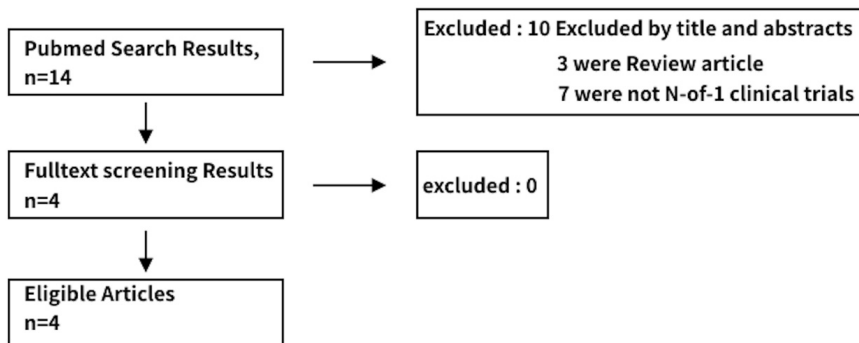 Pubmed Search Results,
n=14
Excluded : 10 Excluded by title and abstracts
3 were Review article
7 were not N-of-1 clinical trials
Fulltext screening Results
n=4
excluded : 0
Eligible Articles
n=4